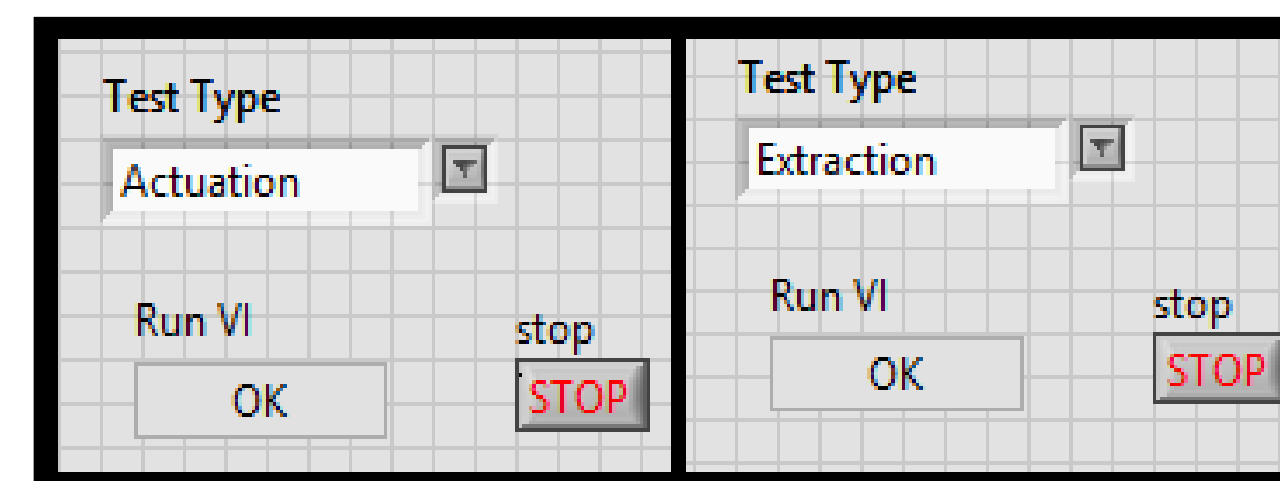 Test Type
Actuation
Run VI
OK
stop
STOP
Test Type
Extraction
Run VI
OK
stop
STOP